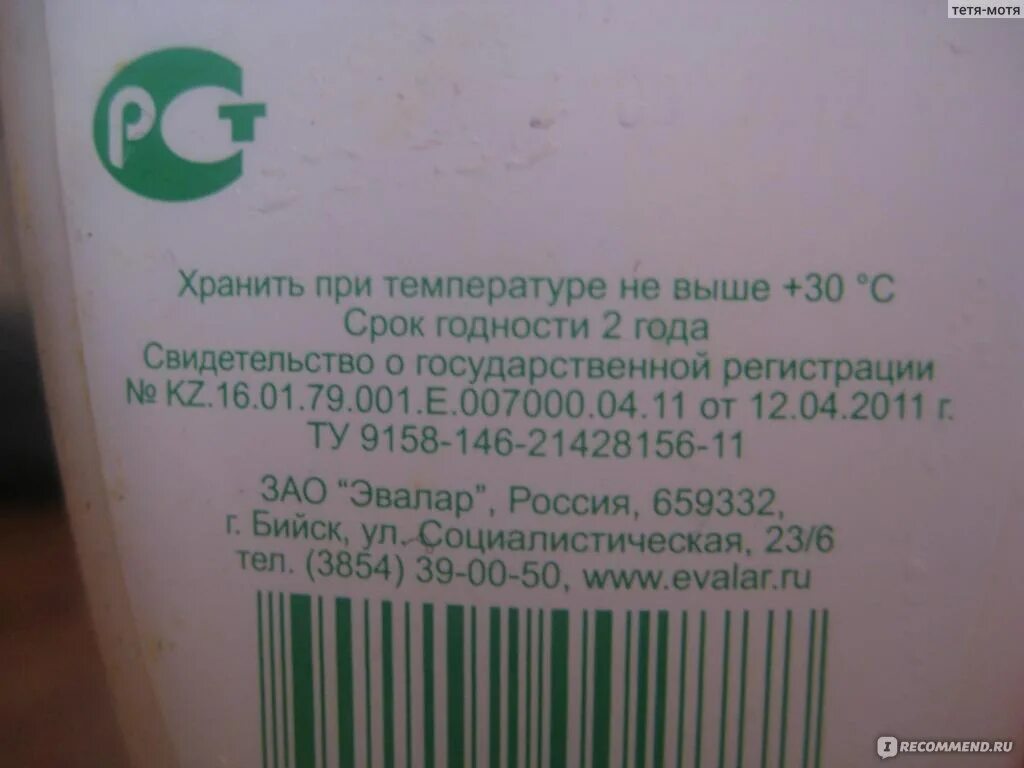 тетя-мотя
РСТ
Хранить при температуре не выше +30 °С
Срок годности 2 года
Свидетельство о государственной регистрации
№ KZ.16.01.79.001.Е.007000.04.11 от 12.04.2011 г.
ТУ 9158-146-21428156-11
ЗАО “Эвалар”, Россия, 659332,
г. Бийск, ул. Социалистическая, 23/6
тел. (3854) 39-00-50, www.evalar.ru
RECOMMEND.RU